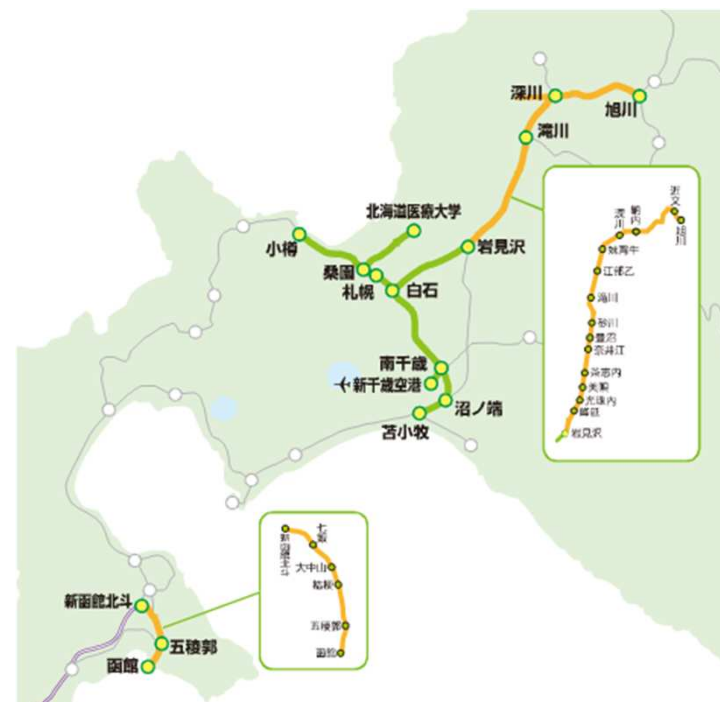 深川
旭川
滝川
北海道医療大学
小樽
岩見沢
桑園
札幌
白石
南千歳
新千歳空港
沼ノ端
苫小牧
近文
旭川
納内
深川
妹背牛
江部乙
滝川
砂川
豊沼
奈井江
茶志内
美唄
光珠内
峰延
岩見沢
新函館北斗
七飯
大中山
桔梗
五稜郭
函館
新函館北斗
五稜郭
函館